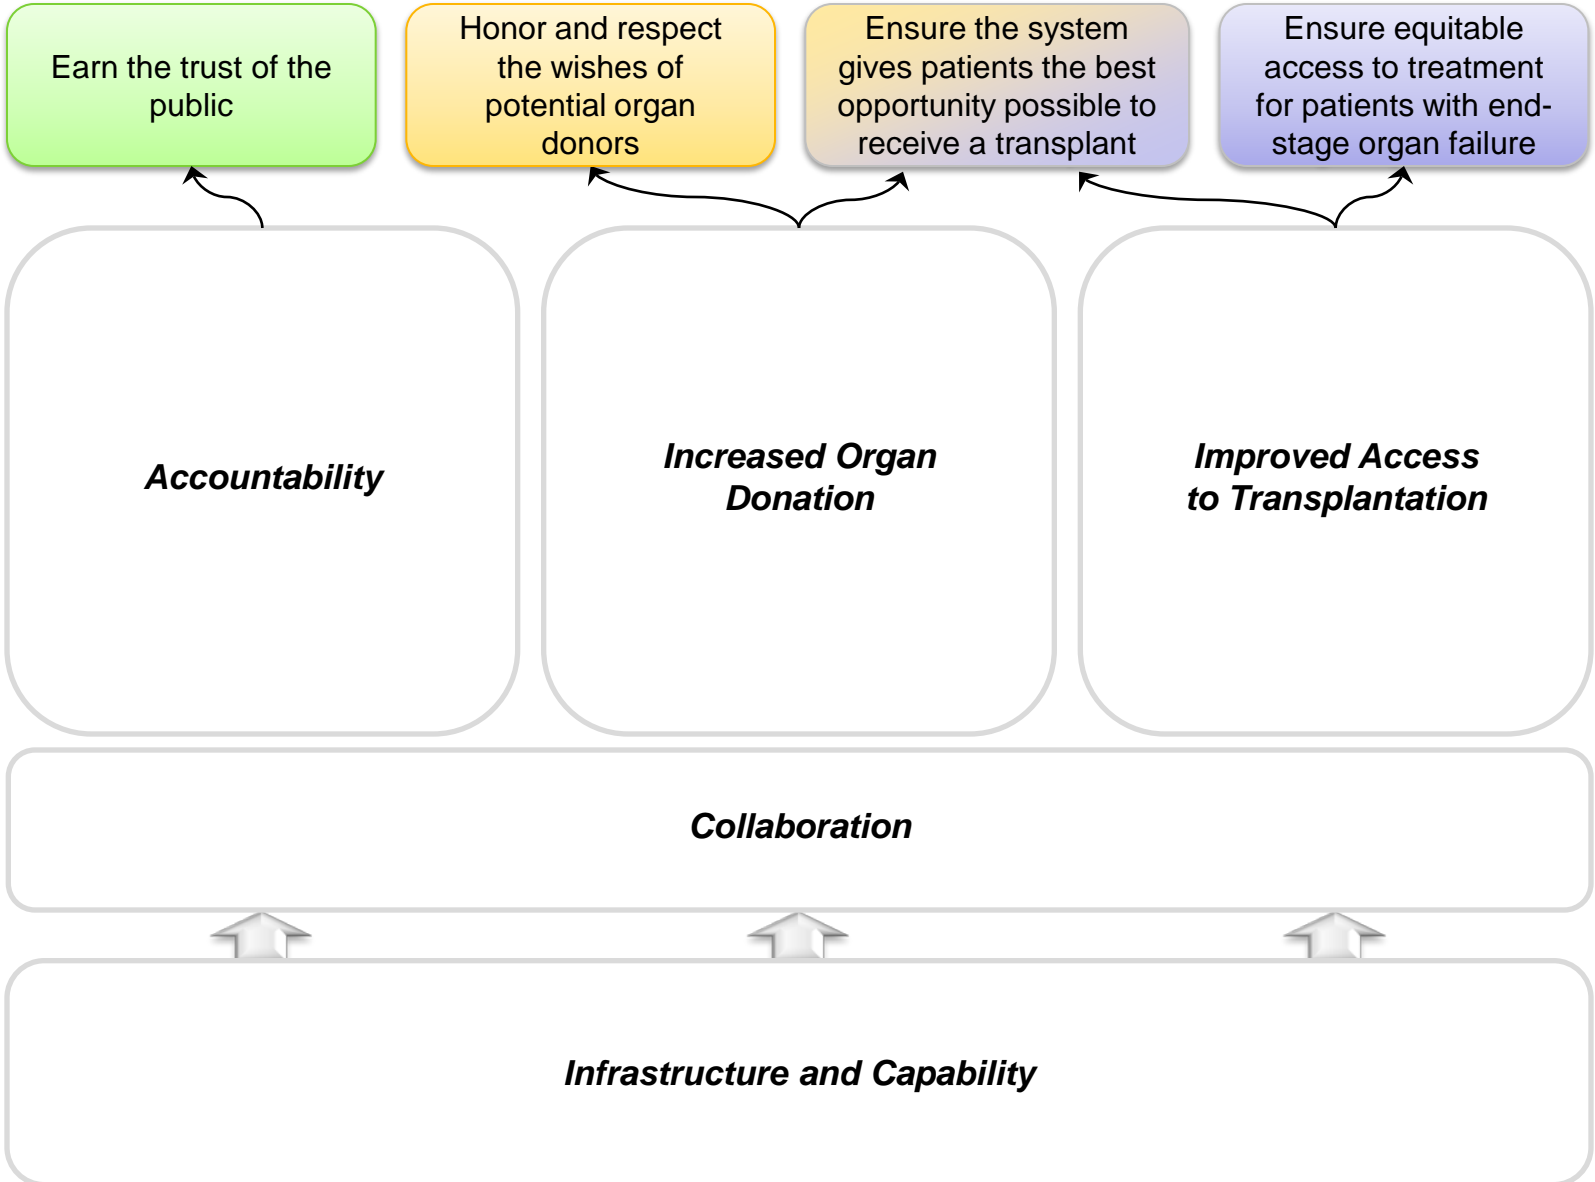 Earn the trust of the
public
Honor and respect
the wishes of
potential organ
donors
Ensure the system
gives patients the best
opportunity possible to
receive a transplant
Ensure equitable
access to treatment
for patients with end-
stage organ failure
Accountability
Increased Organ
Donation
Improved Access
to Transplantation
Collaboration
Infrastructure and Capability